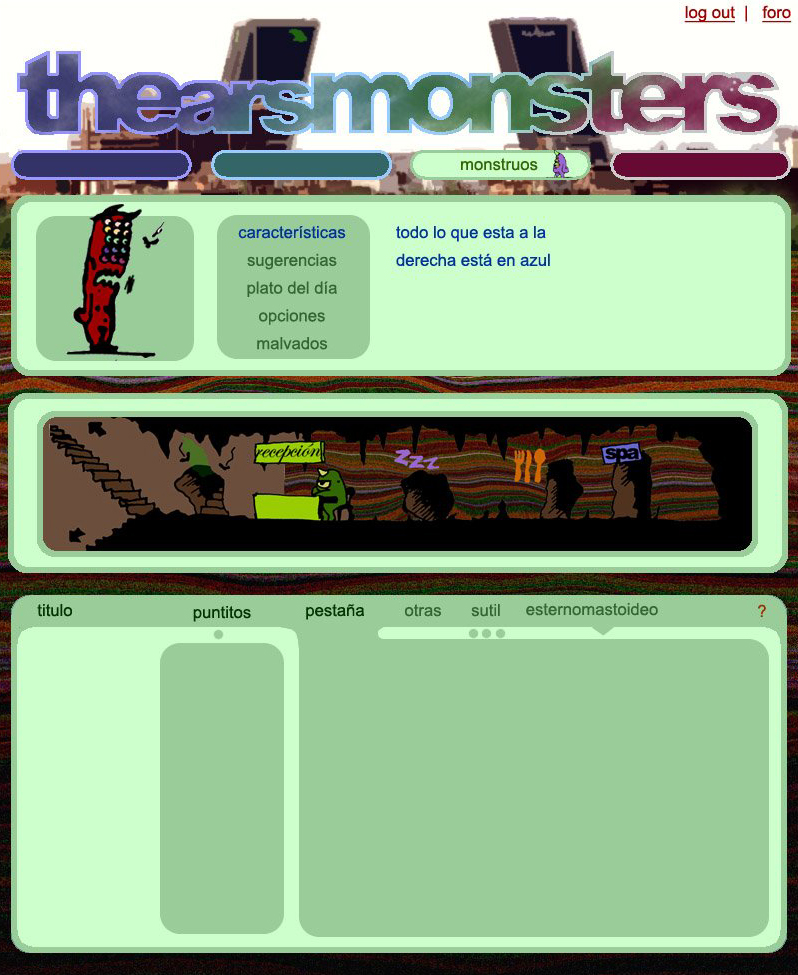 log out | foro
thearsmonsters
monstruos
características
sugerencias
plato del día
opciones
malvados
todo lo que esta a la
derecha está en azul
recepción
zzz
spa
titulo
puntitos
pestaña
otras
sutil
esternomastoideo
?